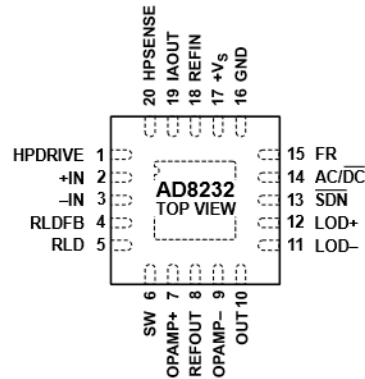 20 HPSENSE
19 IAOUT
18 REFIN
17 +VS
16 GND
HPDRIVE 1
+IN 2
–IN 3
RLDFB 4
RLD 5
AD8232
TOP VIEW
15 FR
14 AC/DC
13 SDN
12 LOD+
11 LOD–
SW 6
OPAMP+ 7
REFOUT 8
OPAMP– 9
OUT 10